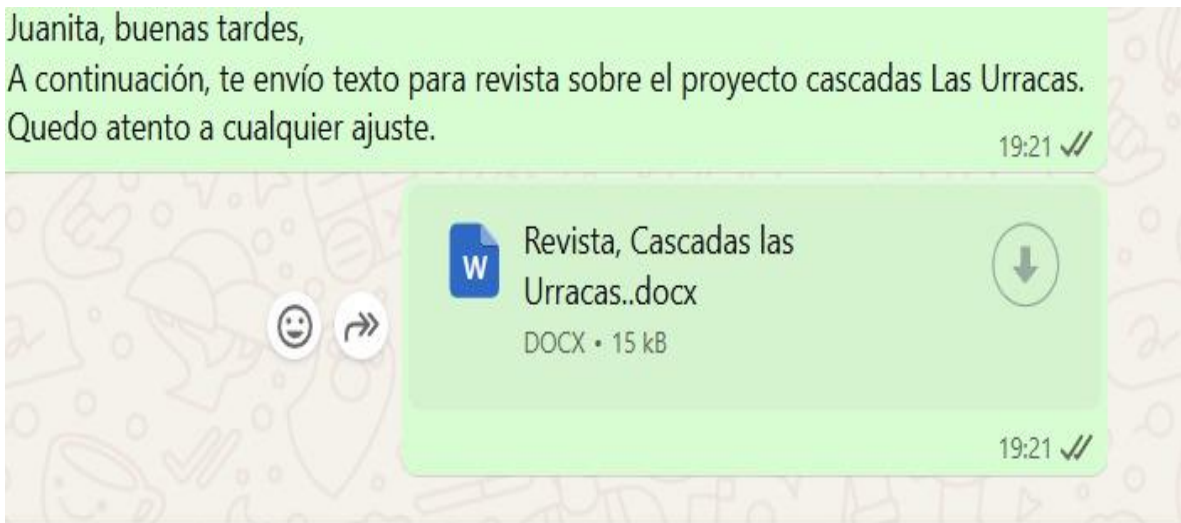 Juanita, buenas tardes,
A continuación, te envío texto para revista sobre el proyecto cascadas Las Urracas.
Quedo atento a cualquier ajuste.
19:21
W
Revista, Cascadas las
Urracas..docx
DOCX • 15 kB
19:21